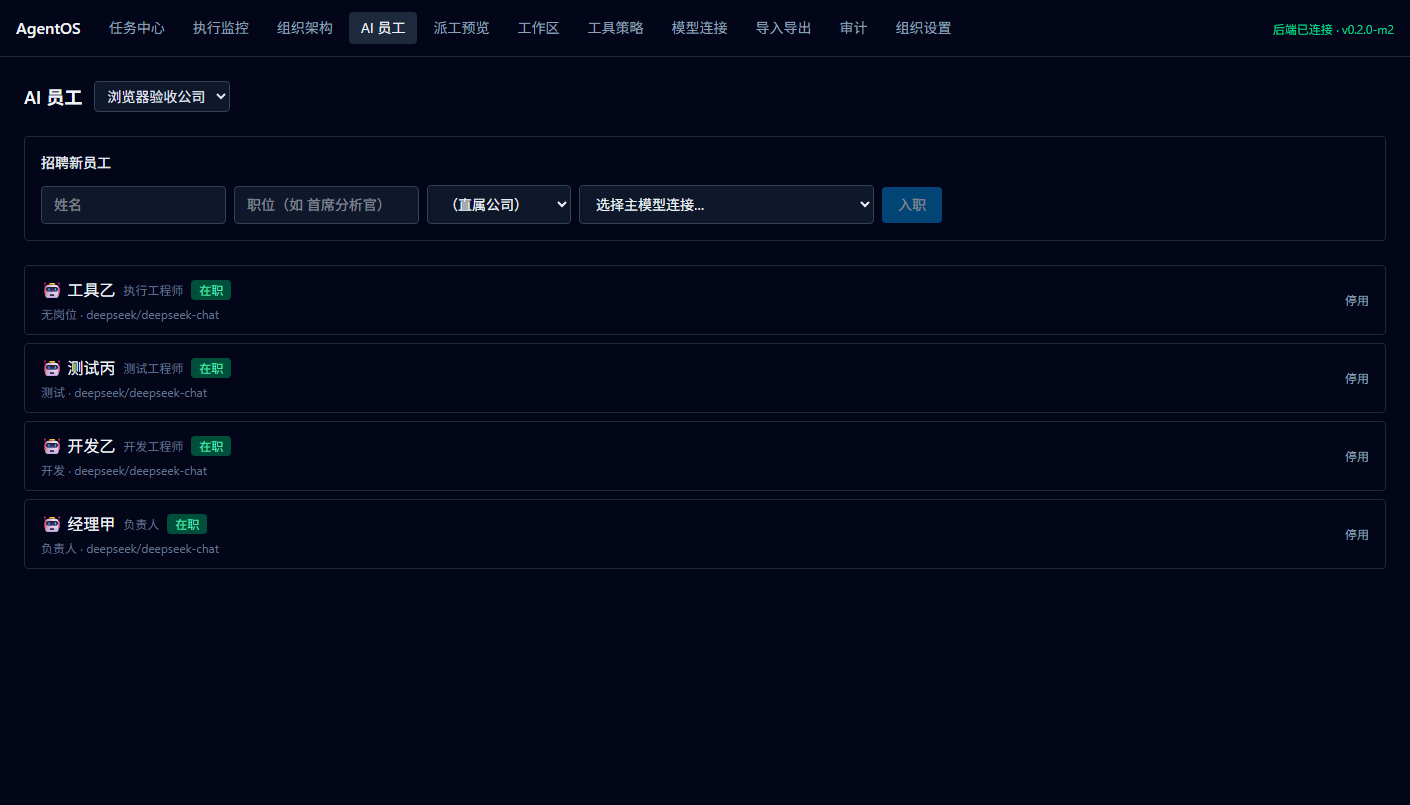 AgentOS 任务中心 执行监控 组织架构 AI 员工 派工预览 工作区 工具策略 模型连接 导入导出 审计 组织设置 后端已连接 · v0.2.0-m2
AI 员工 浏览器验收公司
招聘新员工
姓名 职位（如 首席分析官） （直属公司） 选择主模型连接... 入职
工具乙 执行工程师 在职
无岗位 · deepseek/deepseek-chat 停用
测试丙 测试工程师 在职
测试 · deepseek/deepseek-chat 停用
开发乙 开发工程师 在职
开发 · deepseek/deepseek-chat 停用
经理甲 负责人 在职
负责人 · deepseek/deepseek-chat 停用